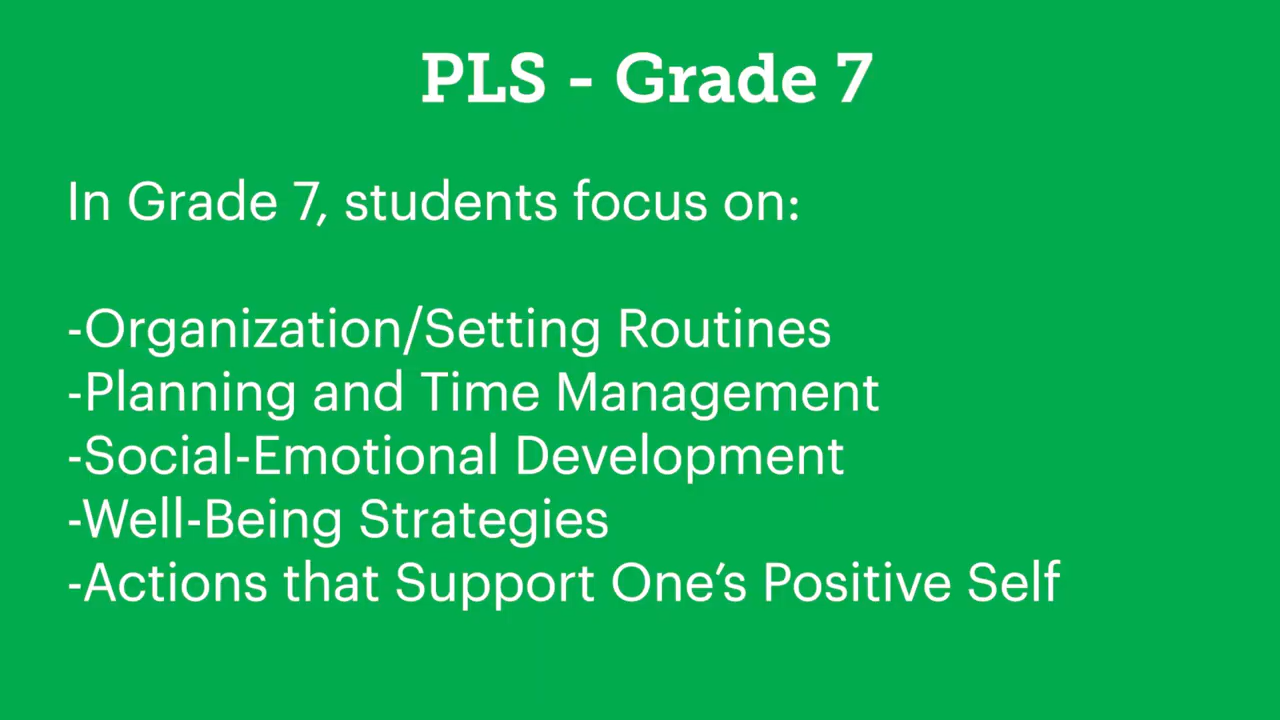 PLS - Grade 7
In Grade 7, students focus on:
-Organization/Setting Routines
-Planning and Time Management
-Social-Emotional Development
-Well-Being Strategies
-Actions that Support One’s Positive Self